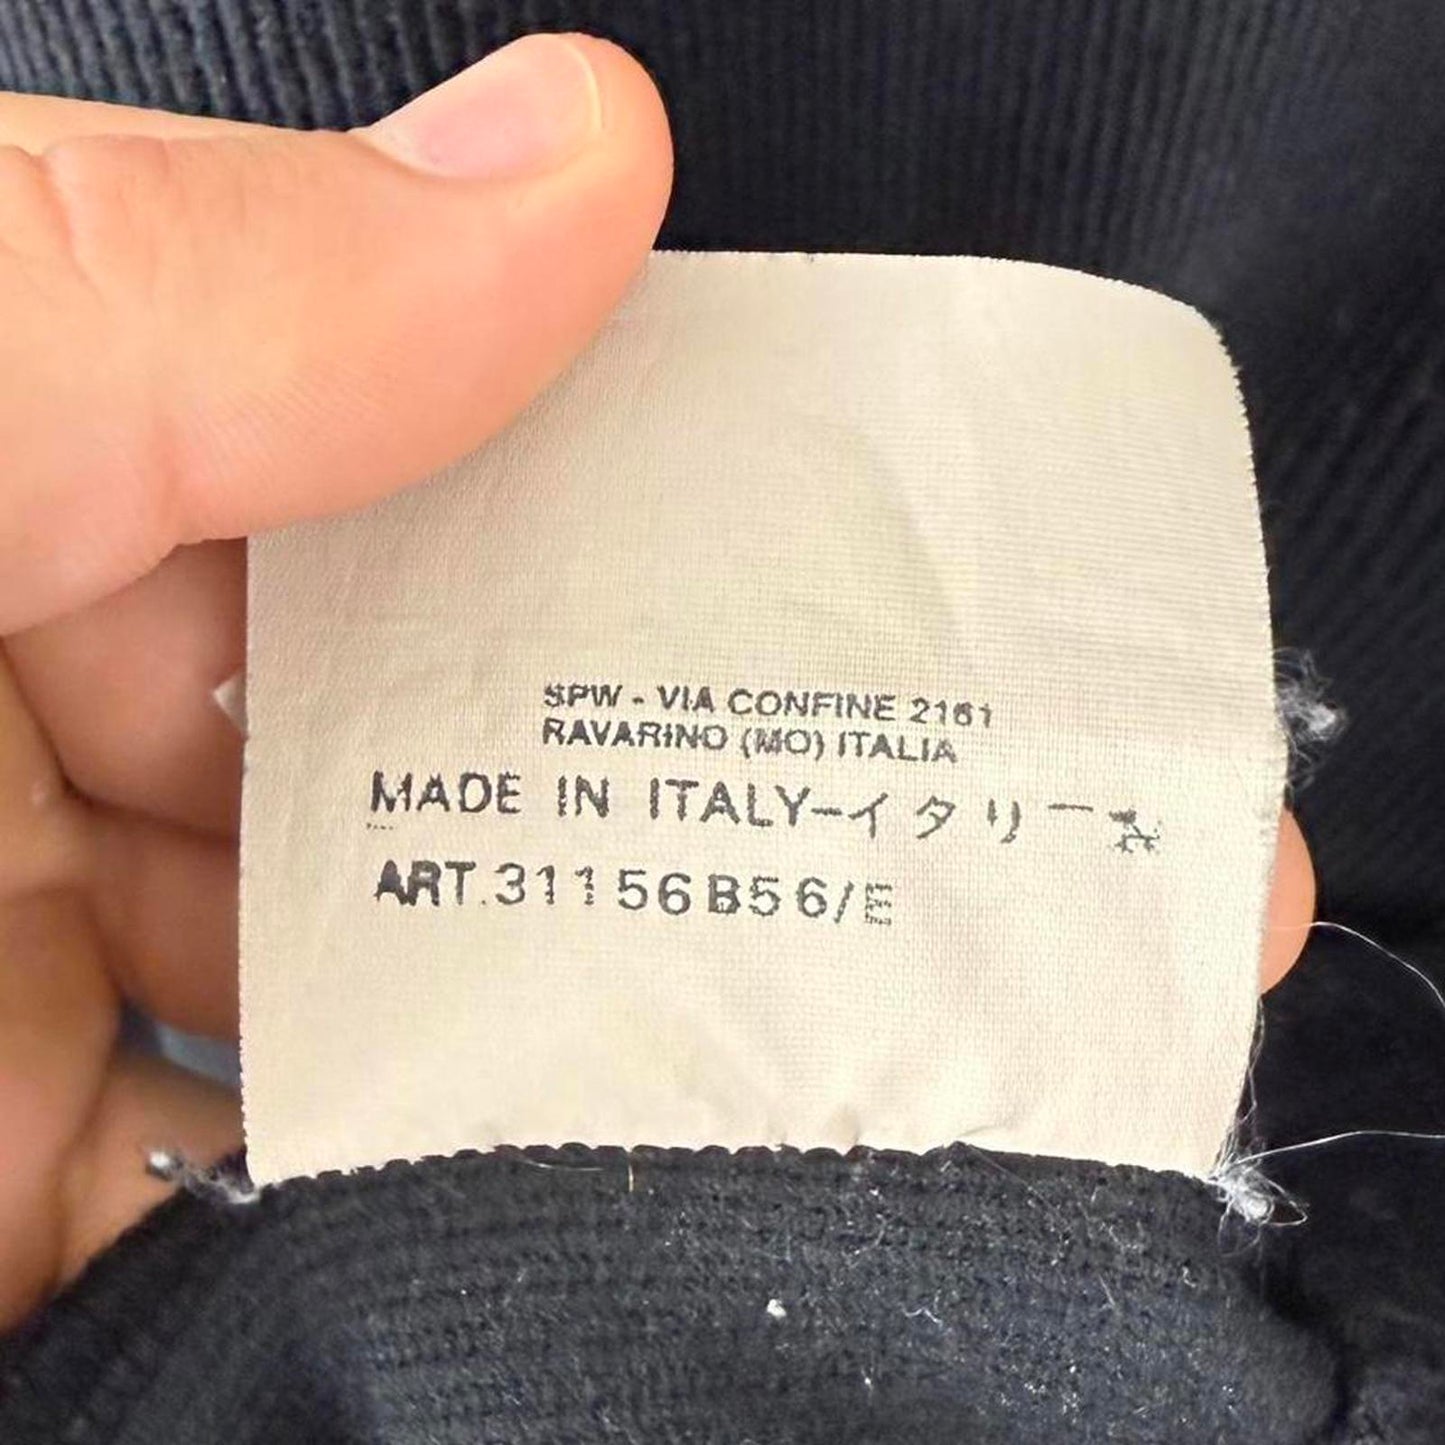 SPW - VIA CONFINE 2161
RAVARINO (MO) ITALIA
MADE IN ITALY-イタリー製
ART.31156B56/E